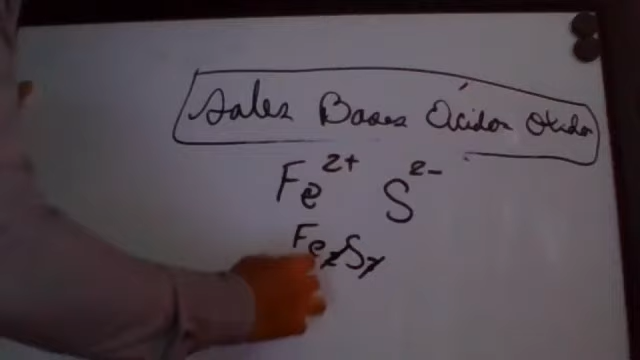 Sales Bases Ácidos Óxidos
Fe2+ S2-
Fe2S2